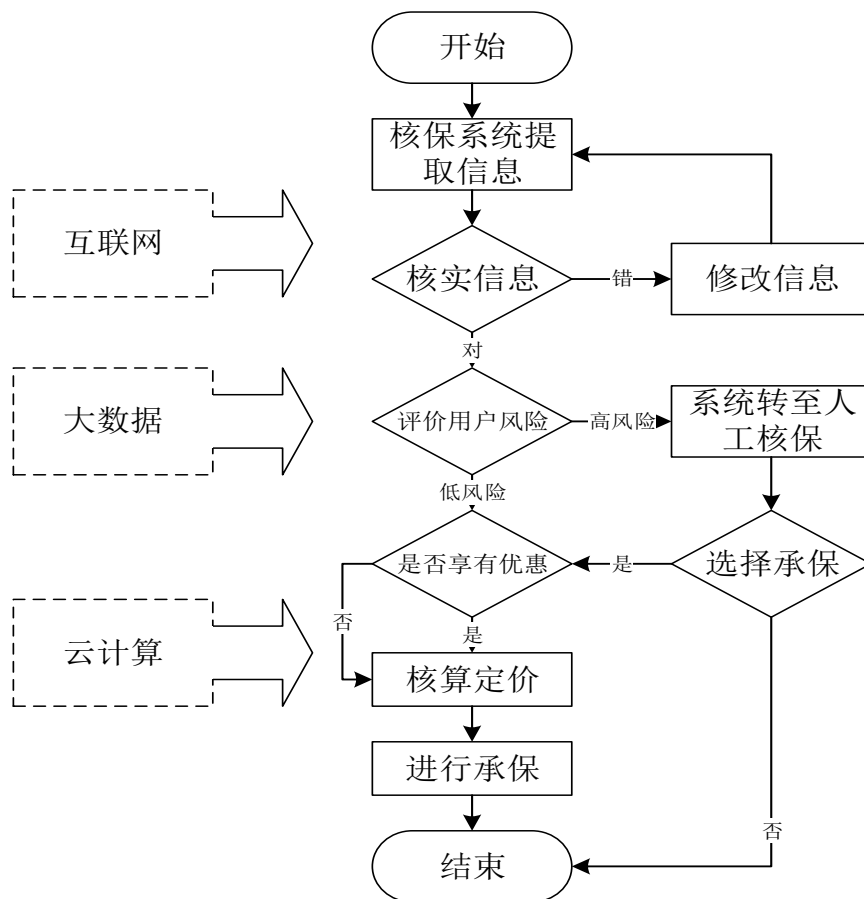 开始
核保系统提
取信息
互联网
核实信息
错
修改信息
对
大数据
评价用户风险
高风险
系统转至人
工核保
低风险
是否享有优惠
是
选择承保
否
是
云计算
核算定价
进行承保
否
结束